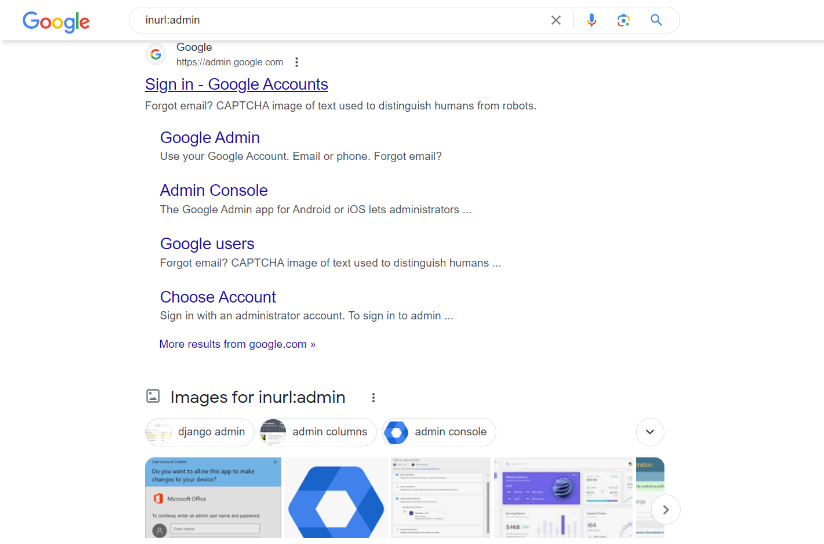 Google
inurl:admin
Google
https://admin.google.com
Sign in - Google Accounts
Forgot email? CAPTCHA image of text used to distinguish humans from robots.
Google Admin
Use your Google Account. Email or phone. Forgot email?
Admin Console
The Google Admin app for Android or iOS lets administrators ...
Google users
Forgot email? CAPTCHA image of text used to distinguish humans ...
Choose Account
Sign in with an administrator account. To sign in to admin ...
More results from google.com »
Images for inurl:admin
django admin
admin columns
admin console
User Account Control
Do you want to allow this app to
make changes to your device?
Microsoft Office
To continue, enter an admin user name and password.
User name
$468
184